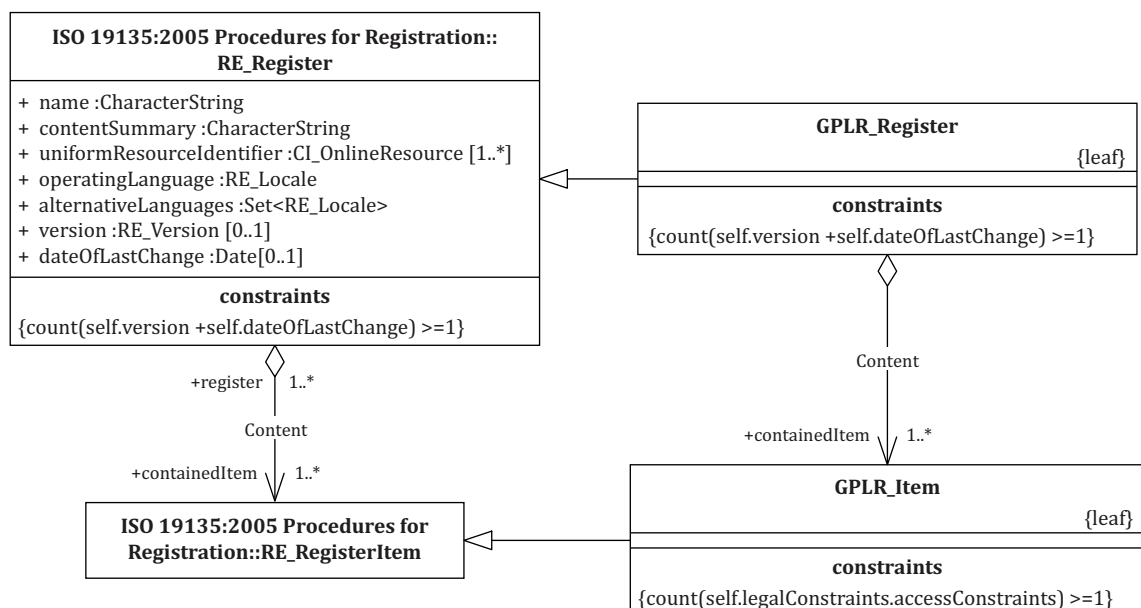 ISO 19135:2005 Procedures for Registration::
RE_Register
+ name :CharacterString
+ contentSummary :CharacterString
+ uniformResourceIdentifier :CI_OnlineResource [1..*]
+ operatingLanguage :RE_Locale
+ alternativeLanguages :Set<RE_Locale>
+ version :RE_Version [0..1]
+ dateOfLastChange :Date[0..1]
constraints
{count(self.version +self.dateOfLastChange) >=1}
+register 1..*
Content
+containedItem 1..*
ISO 19135:2005 Procedures for
Registration::RE_RegisterItem
GPLR_Register
{leaf}
constraints
{count(self.version +self.dateOfLastChange) >=1}
Content
+containedItem 1..*
GPLR_Item
{leaf}
constraints
{count(self.legalConstraints.accessConstraints) >=1}